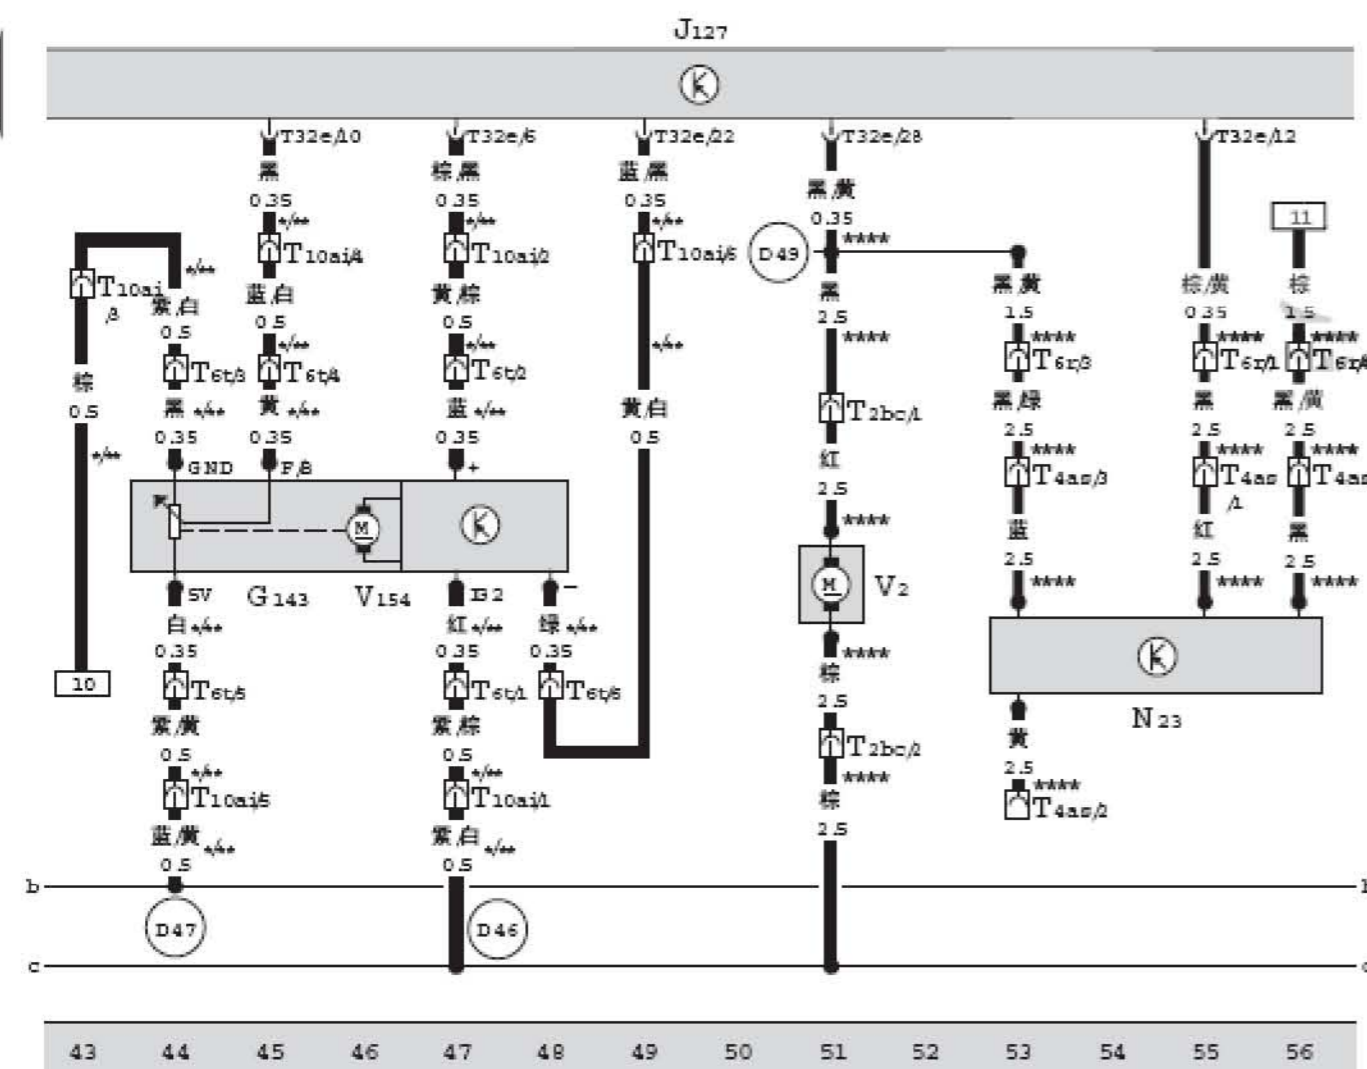 J127
T32e/10 T32e/6 T32e/22 T32e/28 T32e/12
黑 棕/黑 蓝/黑 黑/黄
0.35 0.35 0.35 0.35 11
*/** */** */** ****
T10ai/4 T10ai/2 T10ai/6 D49
T10ai */** 蓝/白 黄/棕 黑 黑/黄 棕/黄 棕
/3 紫/白 0.5 0.5 2.5 1.5 0.35 1.5
0.5 */** */** */** **** **** **** ****
T6t/3 T6t/4 T6t/2 T6r/3 T6r/1
棕 黑 */** 黄 */** 蓝 */** 黄/白 T2bc/1 黑/绿 黑 黑/黄
0.5 0.35 0.35 0.35 0.5 2.5 2.5 2.5
*/** GND F/B + 红 **** **** ****
2.5 T4as/3 T4as T4as
/1
M **** 蓝 红 黑
2.5 2.5 2.5
5V G143 V154 B2 - M V2 **** **** ****
白 */** 红 */** 绿 */**
0.35 0.35 0.35 ****
10 T6t/5 T6t/1 T6t/6 棕
紫/黄 紫/棕 2.5 N23
0.5 0.5 T2bc/2 黄
*/** */** **** 2.5
T10ai/5 T10ai/1 棕 ****
蓝/黄 */** 紫/白 */** 2.5 T4as/2
0.5 0.5
b
D47 D46
c
43 44 45 46 47 48 49 50 51 52 53 54 55 56